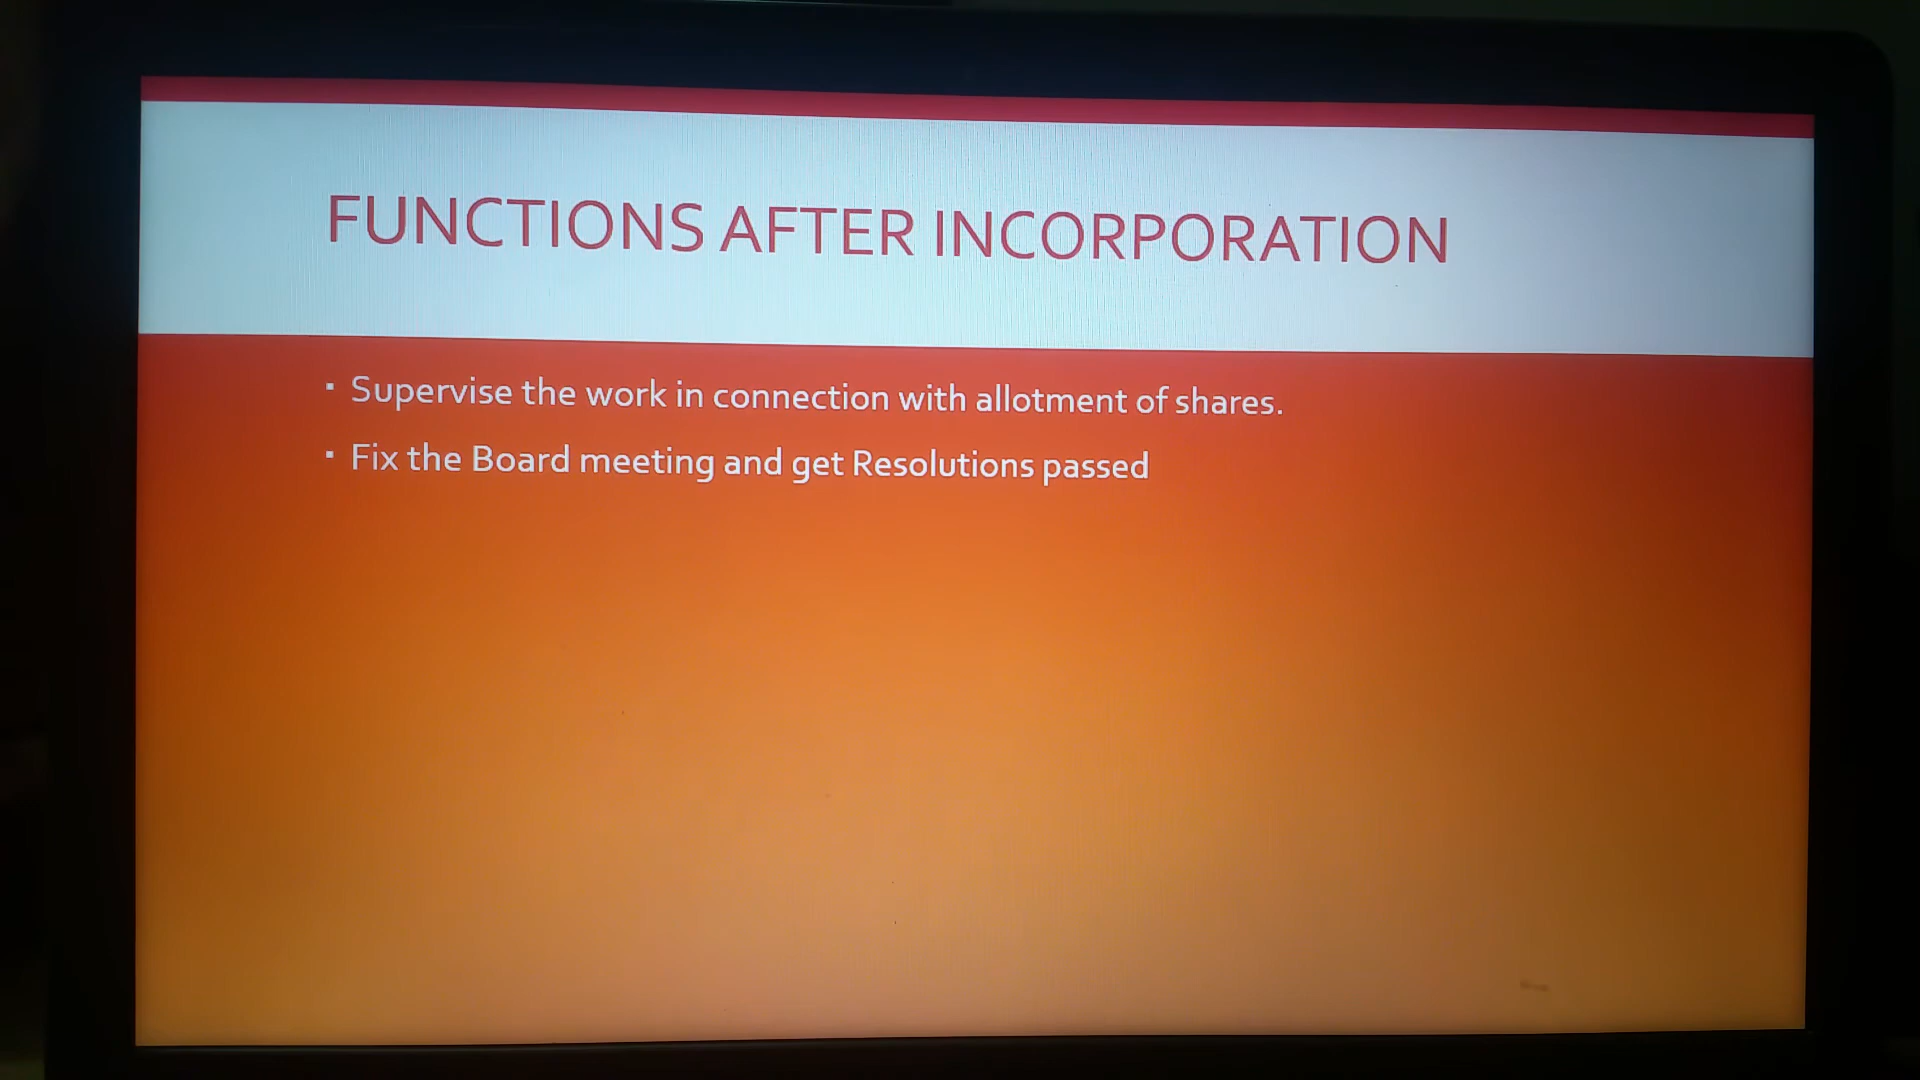 FUNCTIONS AFTER INCORPORATION
▪ Supervise the work in connection with allotment of shares.
▪ Fix the Board meeting and get Resolutions passed